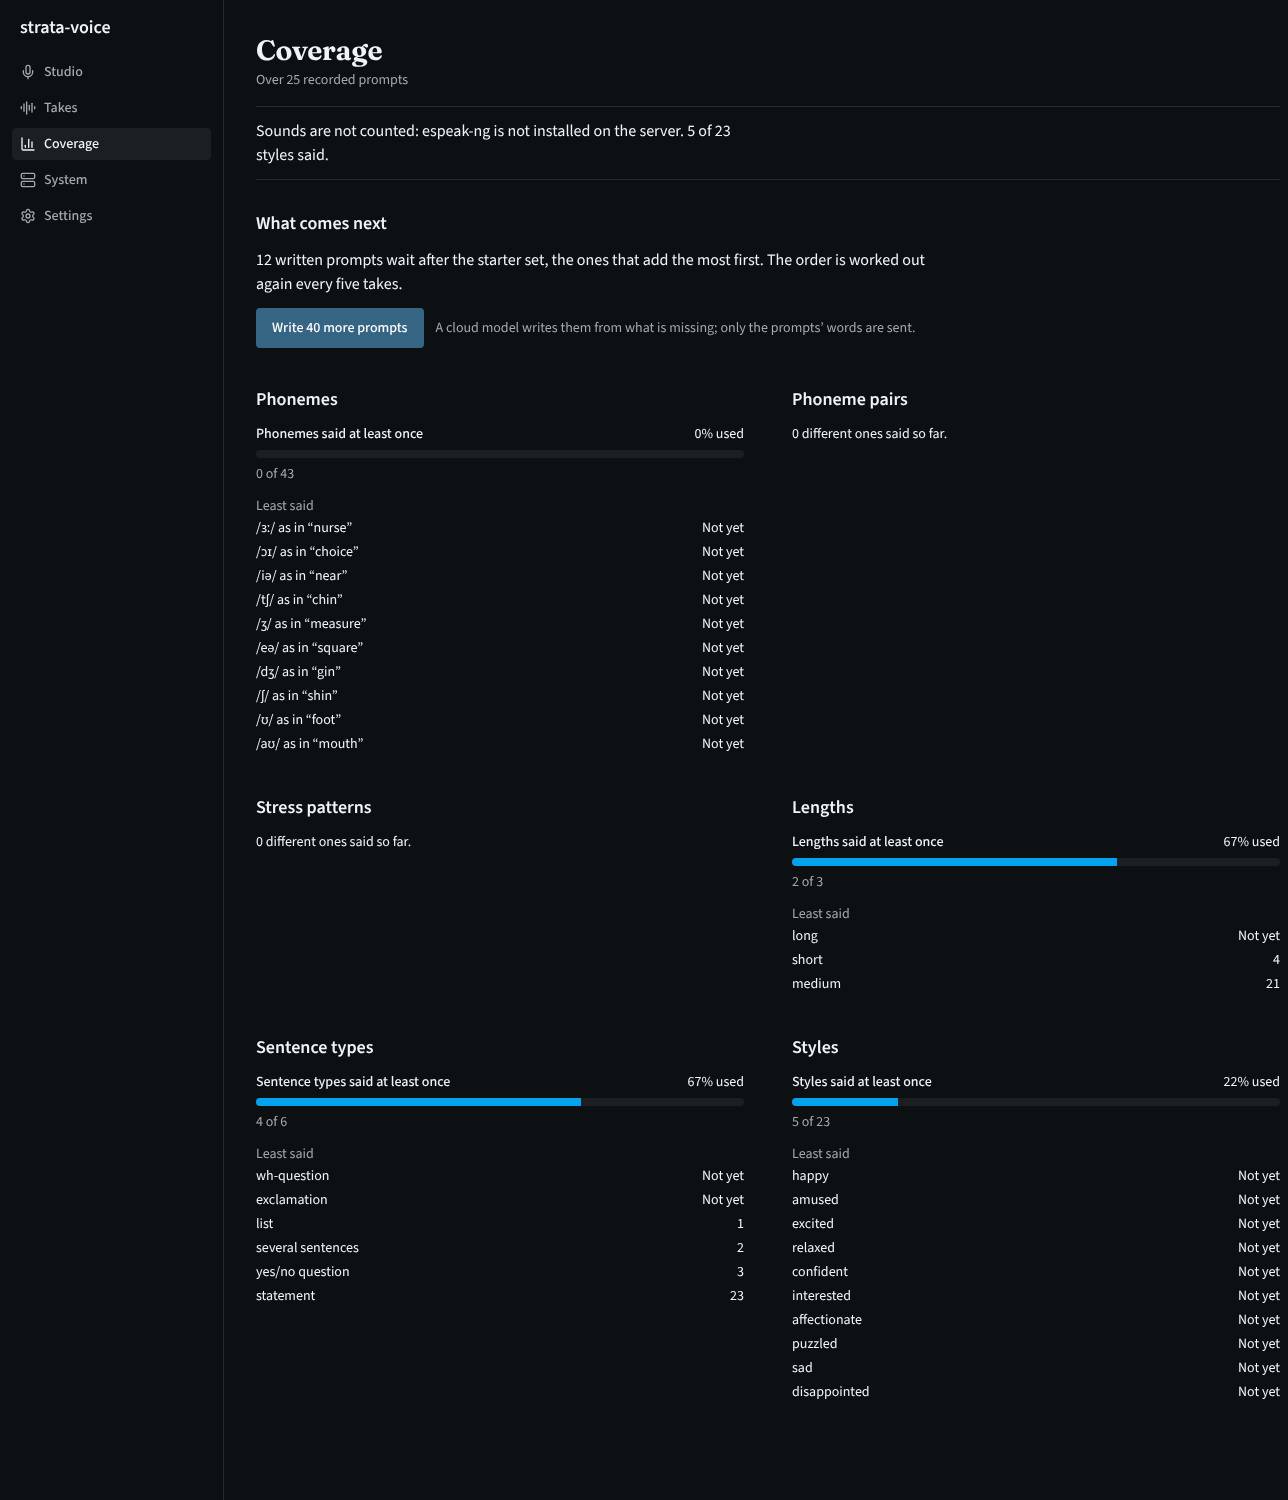 strata-voice
Studio
Takes
Coverage
System
Settings
Coverage
Over 25 recorded prompts
Sounds are not counted: espeak-ng is not installed on the server. 5 of 23
styles said.
What comes next
12 written prompts wait after the starter set, the ones that add the most first. The order is worked out
again every five takes.
Write 40 more prompts
A cloud model writes them from what is missing; only the prompts’ words are sent.
Phonemes
Phonemes said at least once 0% used
0 of 43
Least said
/ɜː/ as in “nurse” Not yet
/ɔɪ/ as in “choice” Not yet
/iə/ as in “near” Not yet
/tʃ/ as in “chin” Not yet
/ʒ/ as in “measure” Not yet
/eə/ as in “square” Not yet
/dʒ/ as in “gin” Not yet
/ʃ/ as in “shin” Not yet
/ʊ/ as in “foot” Not yet
/aʊ/ as in “mouth” Not yet
Phoneme pairs
0 different ones said so far.
Stress patterns
0 different ones said so far.
Lengths
Lengths said at least once 67% used
2 of 3
Least said
long Not yet
short 4
medium 21
Sentence types
Sentence types said at least once 67% used
4 of 6
Least said
wh-question Not yet
exclamation Not yet
list 1
several sentences 2
yes/no question 3
statement 23
Styles
Styles said at least once 22% used
5 of 23
Least said
happy Not yet
amused Not yet
excited Not yet
relaxed Not yet
confident Not yet
interested Not yet
affectionate Not yet
puzzled Not yet
sad Not yet
disappointed Not yet